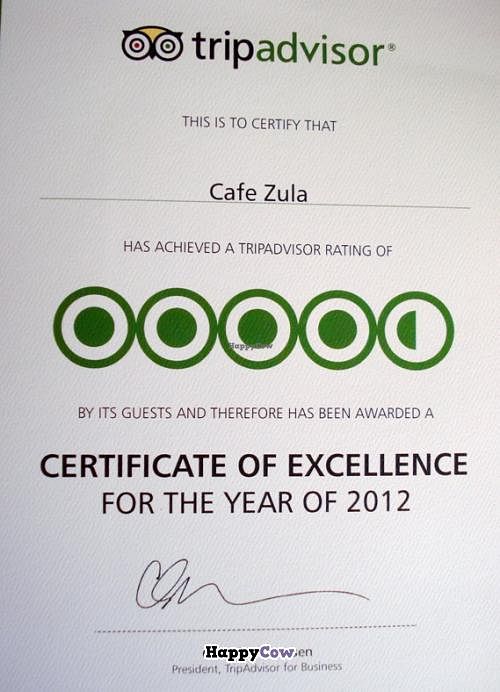 tripadvisor®
THIS IS TO CERTIFY THAT
Cafe Zula
HAS ACHIEVED A TRIPADVISOR RATING OF
HappyCow
BY ITS GUESTS AND THEREFORE HAS BEEN AWARDED A
CERTIFICATE OF EXCELLENCE
FOR THE YEAR OF 2012
HappyCow
President, TripAdvisor for Business